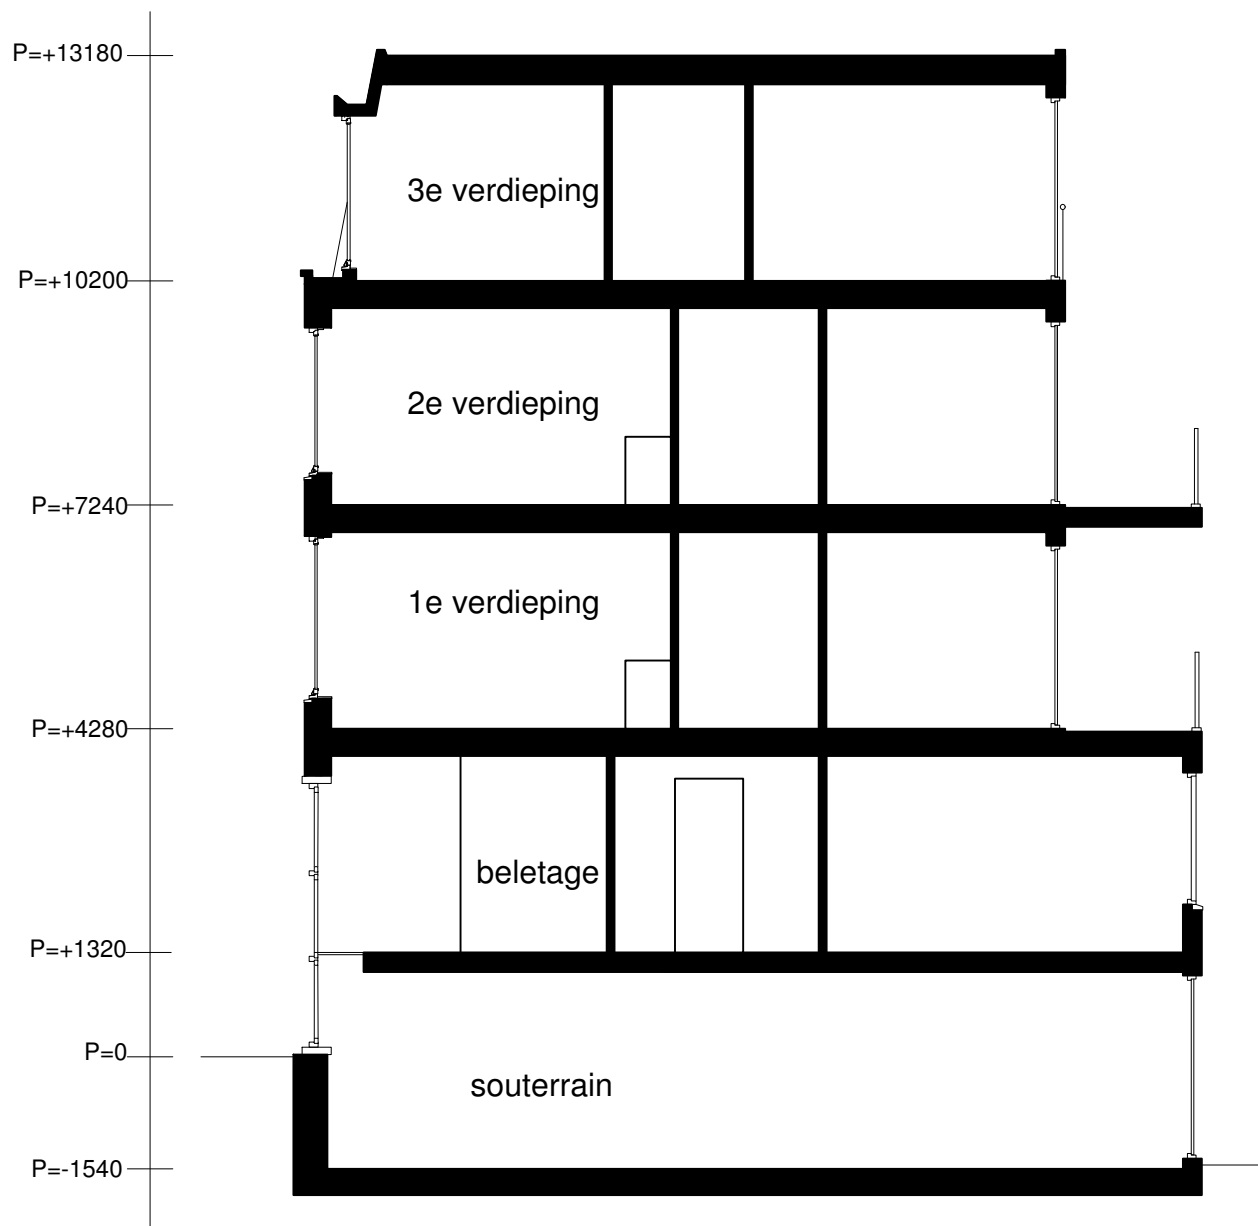 P=+13180
3e verdieping
P=+10200
2e verdieping
P=+7240
1e verdieping
P=+4280
beletage
P=+1320
P=0
souterrain
P=-1540